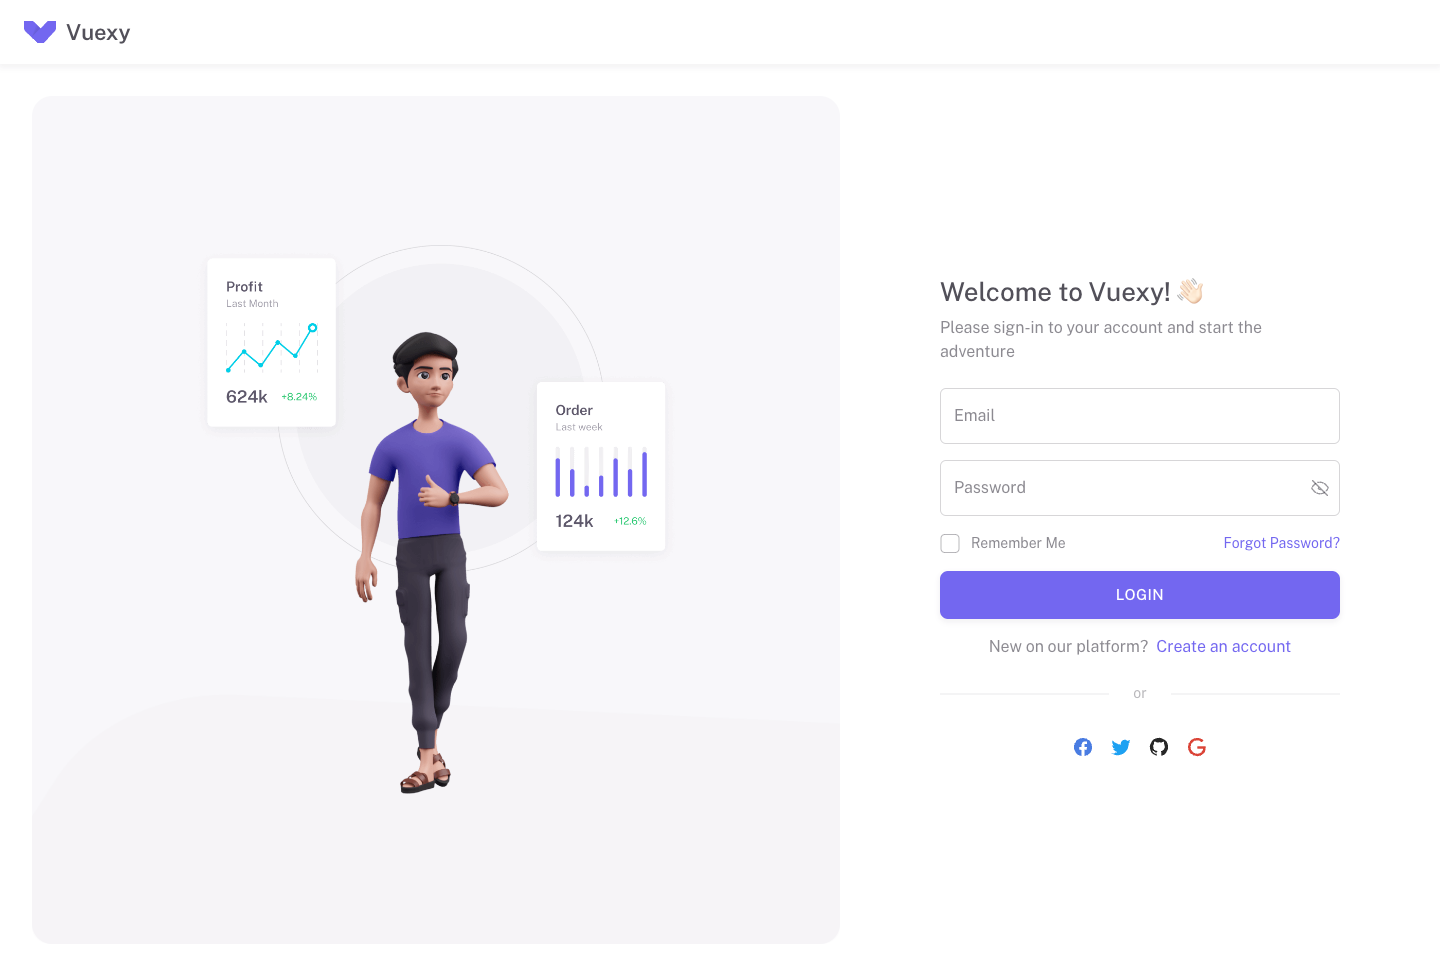 Vuexy
Profit
Last Month
624k +8.24%
Order
Last week
124k +12.6%
Welcome to Vuexy! 👋🏻
Please sign-in to your account and start the
adventure
Email
Password
Remember Me Forgot Password?
LOGIN
New on our platform? Create an account
or